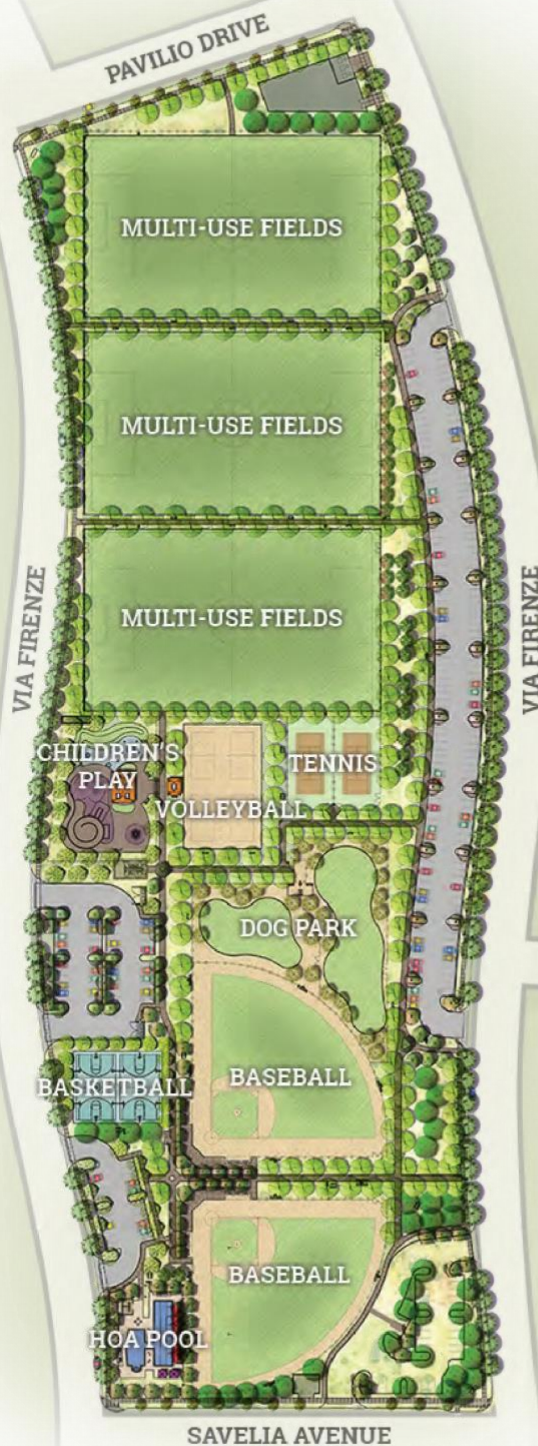 PAVILIO DRIVE
MULTI-USE FIELDS
MULTI-USE FIELDS
VIA FIRENZE
VIA FIRENZE
MULTI-USE FIELDS
CHILDREN'S
PLAY
TENNIS
VOLLEYBALL
DOG PARK
BASKETBALL
BASEBALL
BASEBALL
HOA POOL
SAVELIA AVENUE